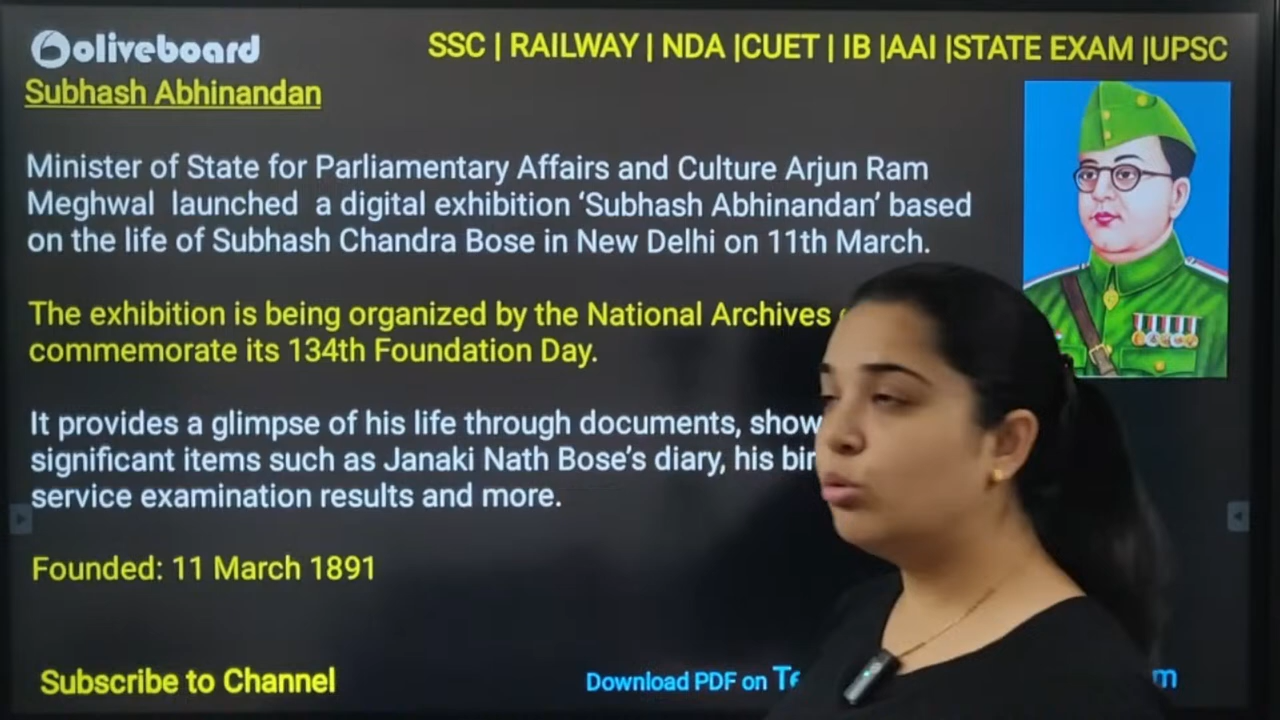 oliveboard
SSC | RAILWAY | NDA |CUET | IB |AAI |STATE EXAM |UPSC
Subhash Abhinandan
Minister of State for Parliamentary Affairs and Culture Arjun Ram
Meghwal launched a digital exhibition ‘Subhash Abhinandan’ based
on the life of Subhash Chandra Bose in New Delhi on 11th March.
The exhibition is being organized by the National Archives
commemorate its 134th Foundation Day.
It provides a glimpse of his life through documents,
significant items such as Janaki Nath Bose’s diary, his
service examination results and more.
Founded: 11 March 1891
Subscribe to Channel
Download PDF on